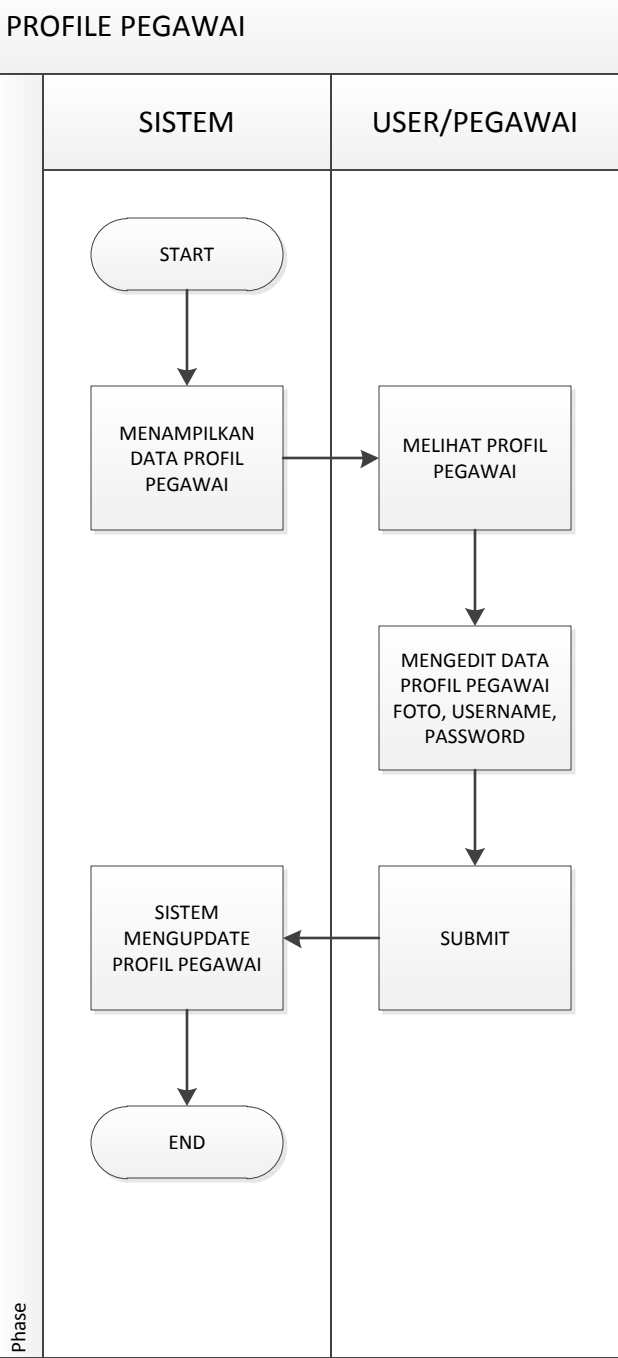 PROFILE PEGAWAI
SISTEM
USER/PEGAWAI
START
MENAMPILKAN
DATA PROFIL
PEGAWAI
MELIHAT PROFIL
PEGAWAI
MENGEDIT DATA
PROFIL PEGAWAI
FOTO, USERNAME,
PASSWORD
SUBMIT
SISTEM
MENGUPDATE
PROFIL PEGAWAI
END
Phase